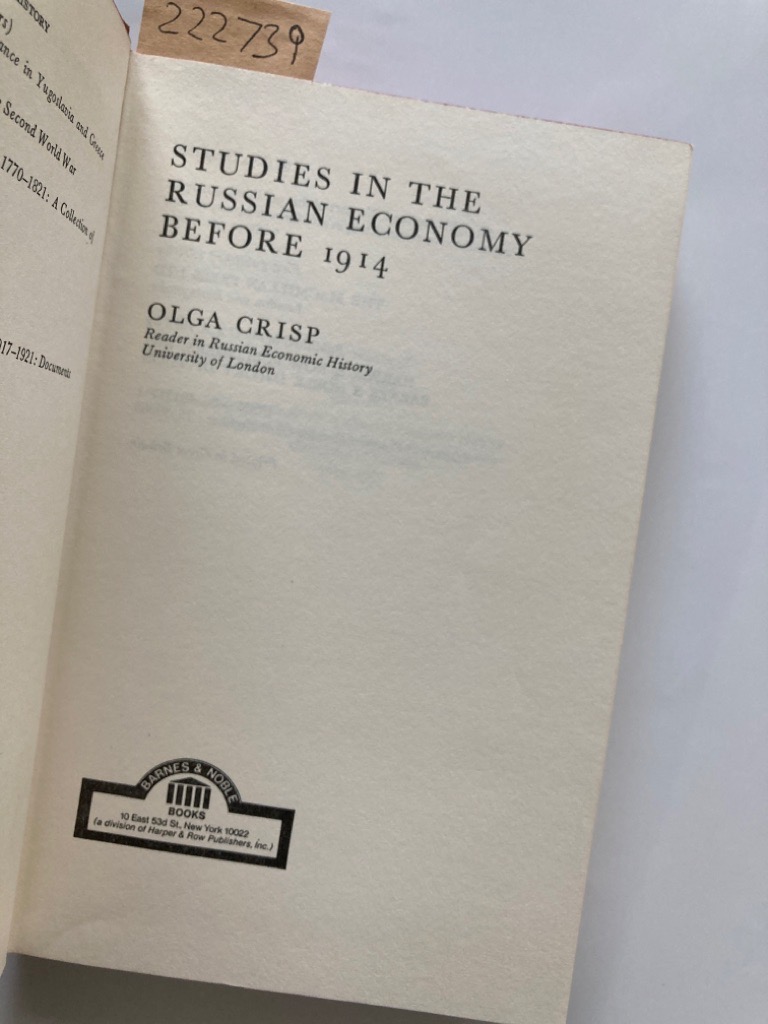 222739
ISTORY
rs)
ance in Yugoslavia and Greece
Second World War
1770–1821: A Collection of
17–1921: Documents
STUDIES IN THE
RUSSIAN ECONOMY
BEFORE 1914
OLGA CRISP
Reader in Russian Economic History
University of London
BARNES & NOBLE
BOOKS
10 East 53d St., New York 10022
(a division of Harper & Row Publishers, Inc.)